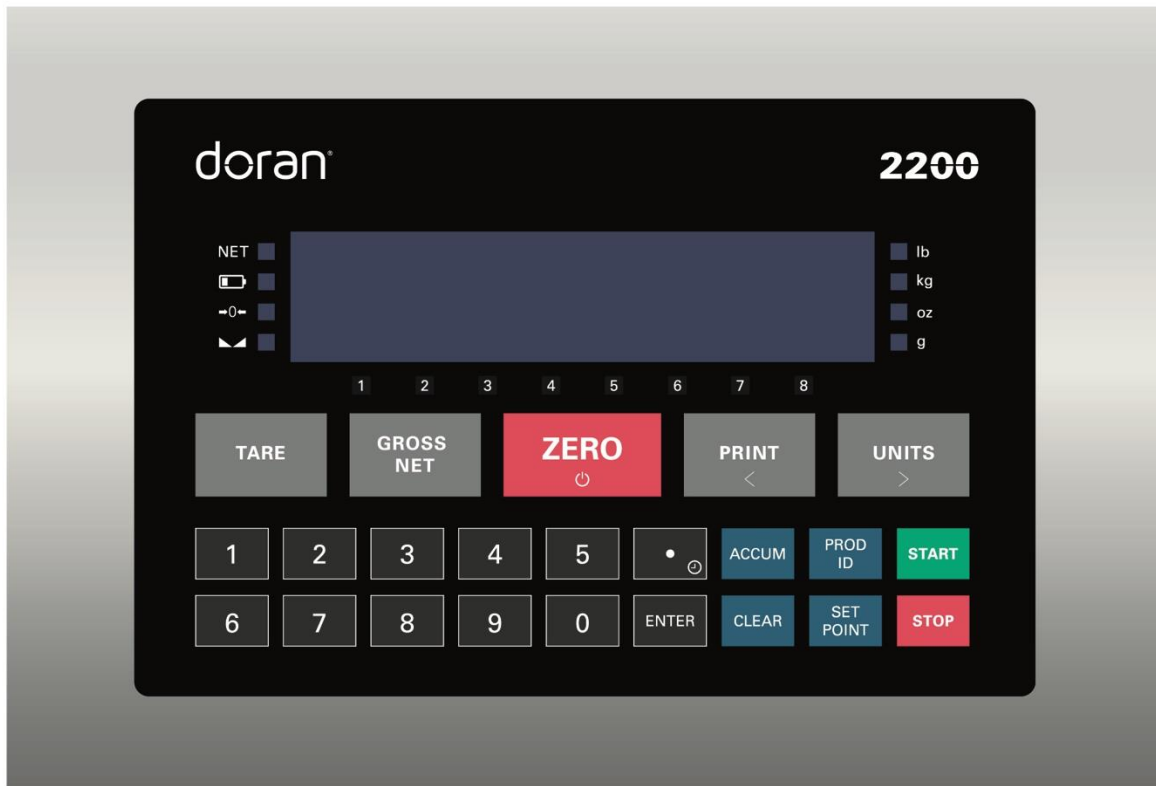 doran®
2200
NET
lb
kg
→0←
oz
g
1 2 3 4 5 6 7 8
TARE
GROSS
NET
ZERO
PRINT
<
UNITS
>
1 2 3 4 5 • ACCUM
PROD
ID
START
6 7 8 9 0 ENTER CLEAR
SET
POINT
STOP